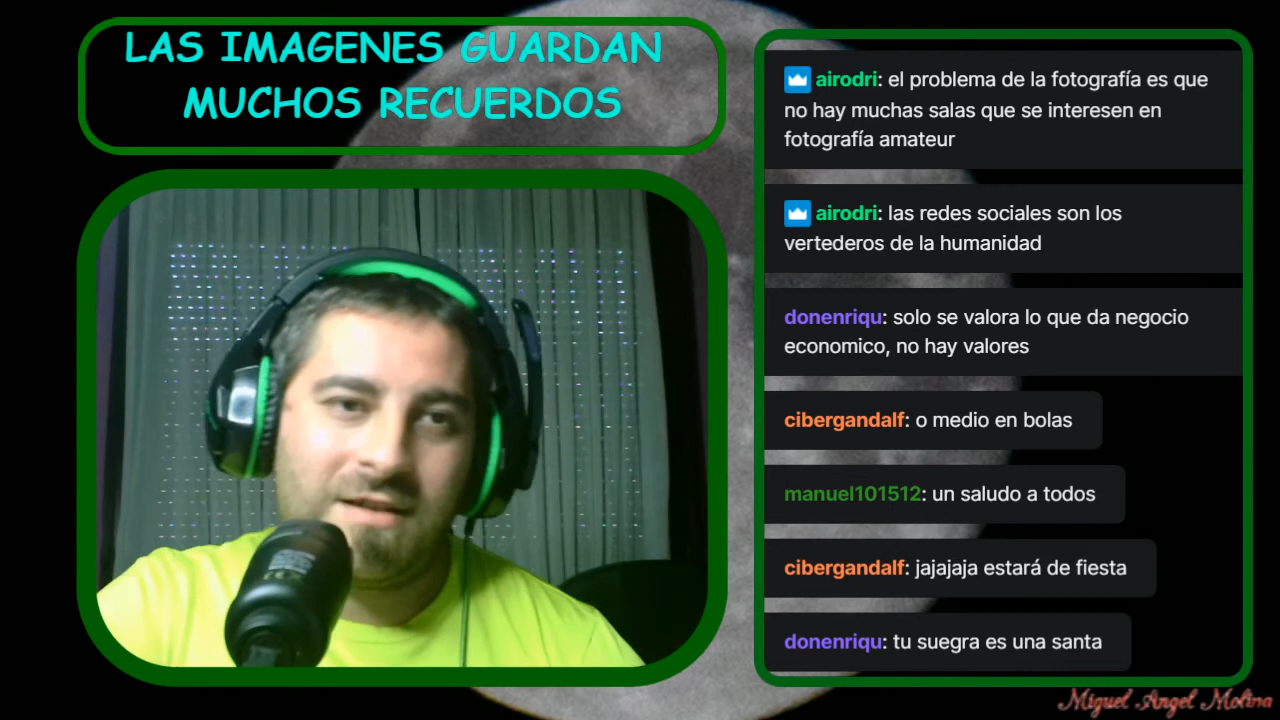 LAS IMAGENES GUARDAN
MUCHOS RECUERDOS
airodri: el problema de la fotografía es que
no hay muchas salas que se interesen en
fotografía amateur
airodri: las redes sociales son los
vertederos de la humanidad
donenriqu: solo se valora lo que da negocio
economico, no hay valores
cibergandalf: o medio en bolas
manuel101512: un saludo a todos
cibergandalf: jajajaja estará de fiesta
donenriqu: tu suegra es una santa
Miguel Angel Molina